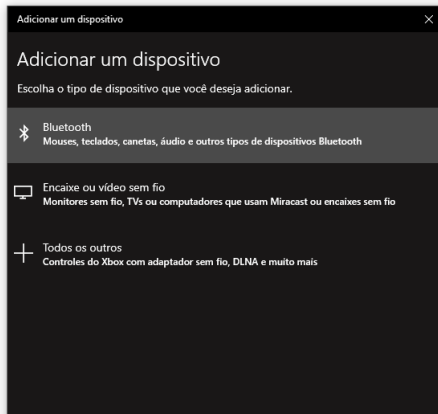 Adicionar um dispositivo
Adicionar um dispositivo
Escolha o tipo de dispositivo que você deseja adicionar.
Bluetooth
Mouses, teclados, canetas, áudio e outros tipos de dispositivos Bluetooth
Encaixe ou vídeo sem fio
Monitores sem fio, TVs ou computadores que usam Miracast ou encaixes sem fio
Todos os outros
Controles do Xbox com adaptador sem fio, DLNA e muito mais